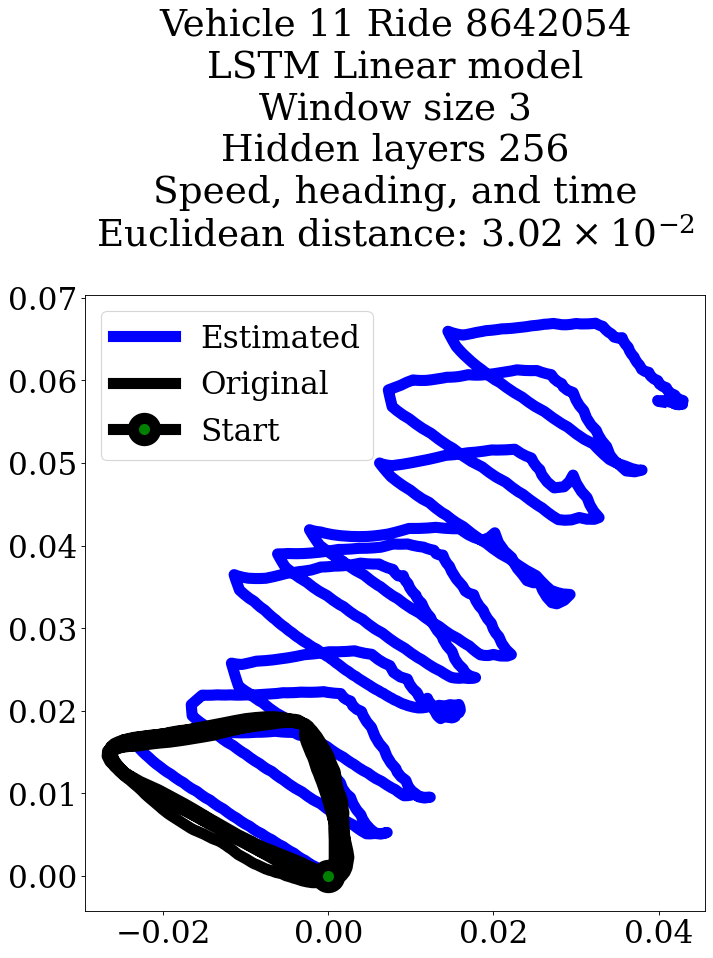 Vehicle 11 Ride 8642054
LSTM Linear model
Window size 3
Hidden layers 256
Speed, heading, and time
Euclidean distance: 3.02 × 10⁻²
Estimated
Original
Start
0.07
0.06
0.05
0.04
0.03
0.02
0.01
0.00
−0.02 0.00 0.02 0.04